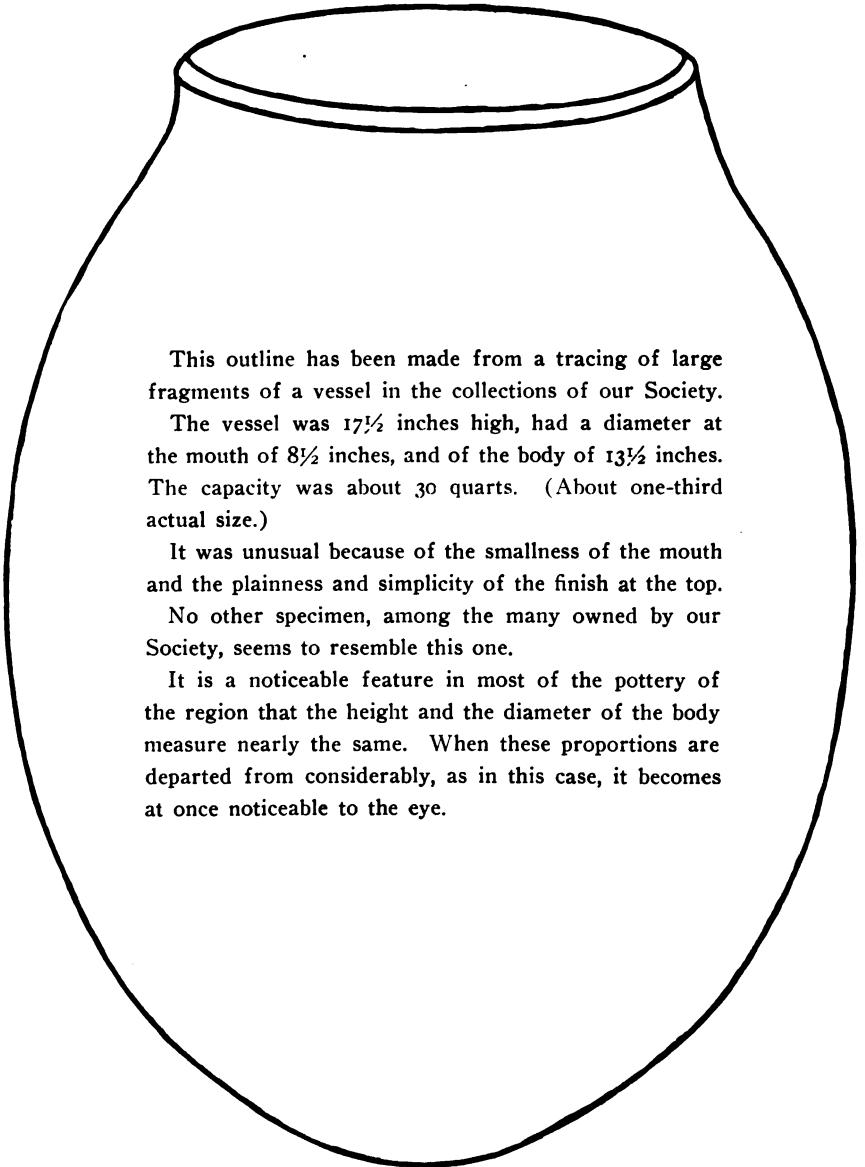 This outline has been made from a tracing of large
fragments of a vessel in the collections of our Society.
The vessel was 17½ inches high, had a diameter at
the mouth of 8½ inches, and of the body of 13½ inches.
The capacity was about 30 quarts. (About one-third
actual size.)
It was unusual because of the smallness of the mouth
and the plainness and simplicity of the finish at the top.
No other specimen, among the many owned by our
Society, seems to resemble this one.
It is a noticeable feature in most of the pottery of
the region that the height and the diameter of the body
measure nearly the same. When these proportions are
departed from considerably, as in this case, it becomes
at once noticeable to the eye.